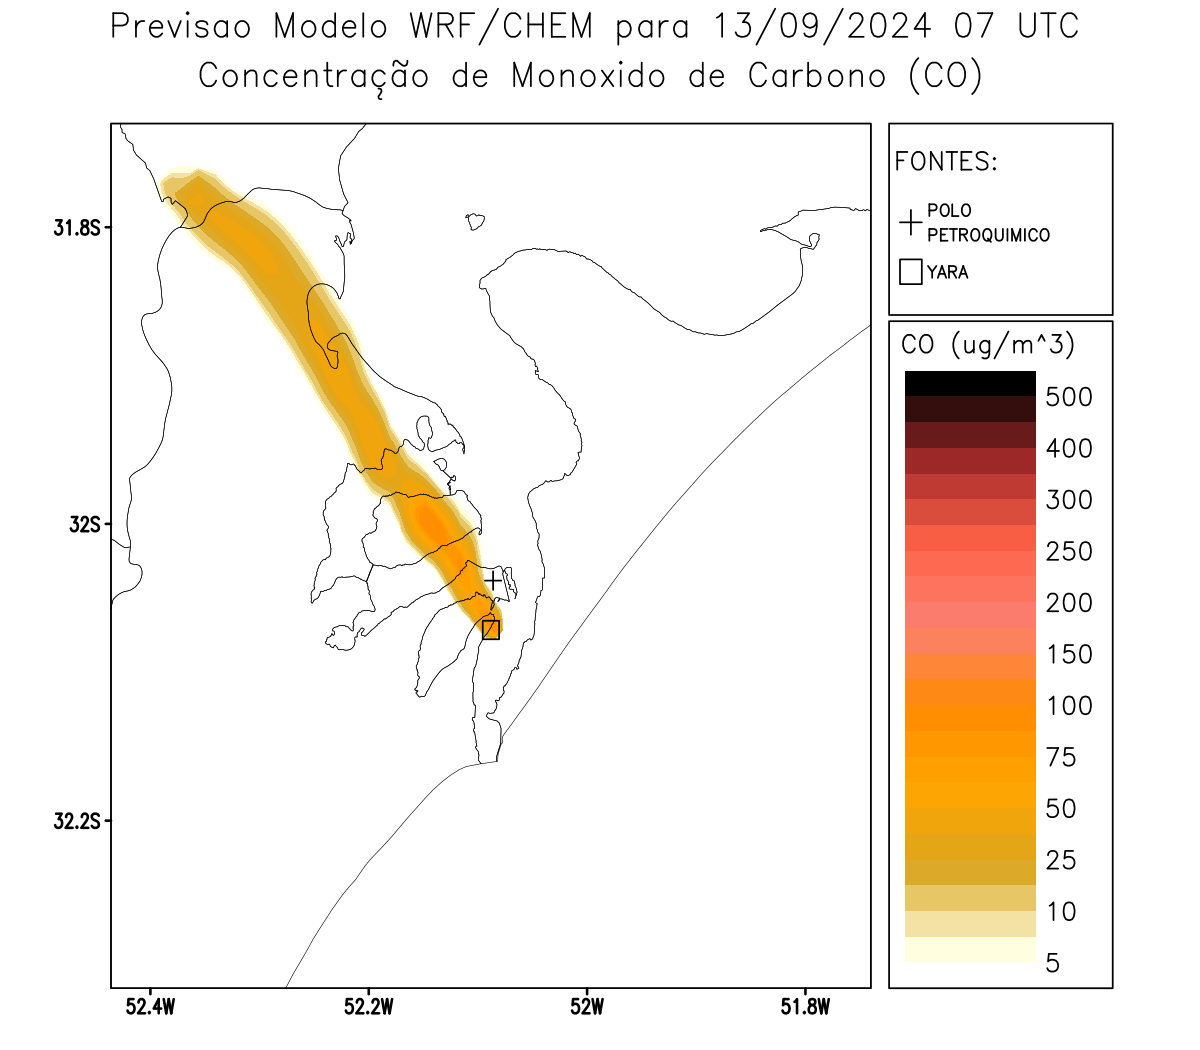 Previsao Modelo WRF/CHEM para 13/09/2024 07 UTC
Concentração de Monoxido de Carbono (CO)
FONTES:
POLO
PETROQUIMICO
YARA
31.8S
32S
32.2S
52.4W
52.2W
52W
51.8W
CO (ug/m^3)
500
400
300
250
200
150
100
75
50
25
10
5